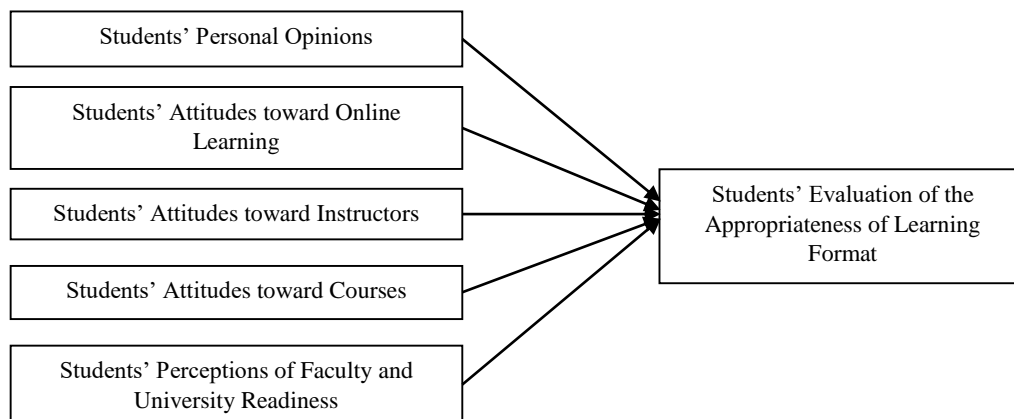 Students’ Personal Opinions
Students’ Attitudes toward Online
Learning
Students’ Attitudes toward Instructors
Students’ Attitudes toward Courses
Students’ Perceptions of Faculty and
University Readiness
Students’ Evaluation of the
Appropriateness of Learning
Format